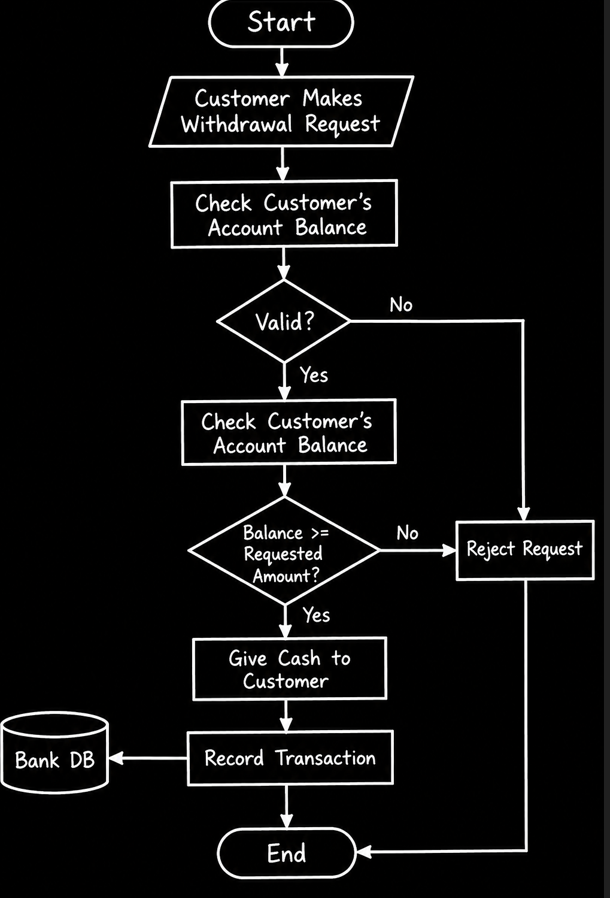 Start
Customer Makes
Withdrawal Request
Check Customer's
Account Balance
Valid?
No
Yes
Check Customer's
Account Balance
Balance >=
Requested
Amount?
No
Reject Request
Yes
Give Cash to
Customer
Bank DB
Record Transaction
End